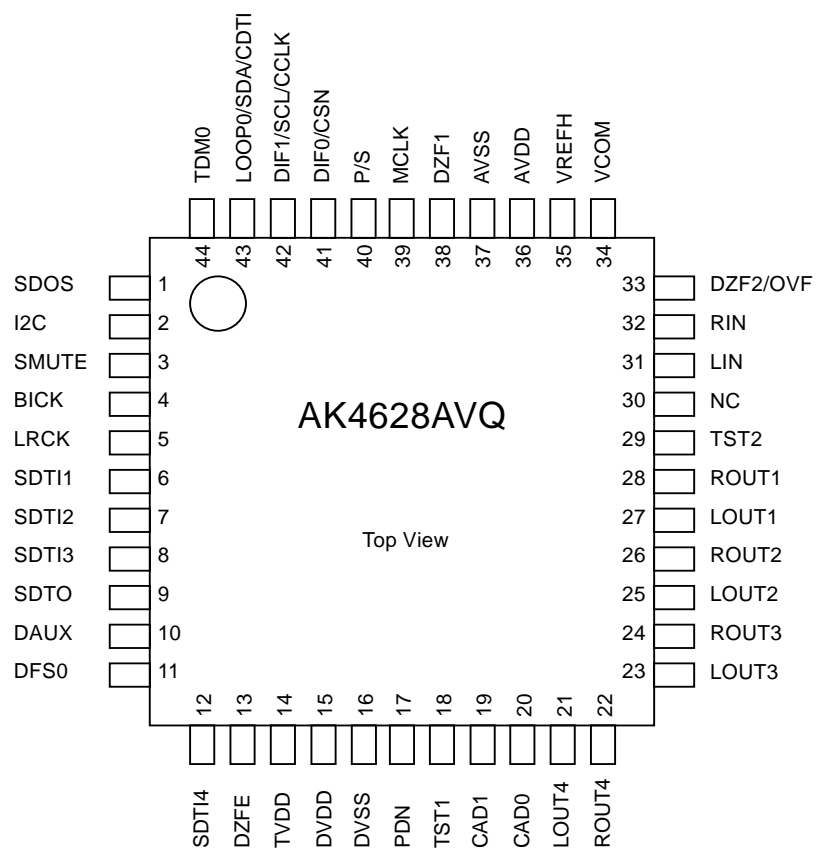 TDM0
LOOP0/SDA/CDTI
DIF1/SCL/CCLK
DIF0/CSN
P/S
MCLK
DZF1
AVSS
AVDD
VREFH
VCOM
44
43
42
41
40
39
38
37
36
35
34
SDOS 1
I2C 2
SMUTE 3
BICK 4
LRCK 5
SDTI1 6
SDTI2 7
SDTI3 8
SDTO 9
DAUX 10
DFS0 11
AK4628AVQ
Top View
33 DZF2/OVF
32 RIN
31 LIN
30 NC
29 TST2
28 ROUT1
27 LOUT1
26 ROUT2
25 LOUT2
24 ROUT3
23 LOUT3
12
13
14
15
16
17
18
19
20
21
22
SDTI4
DZFE
TVDD
DVDD
DVSS
PDN
TST1
CAD1
CAD0
LOUT4
ROUT4